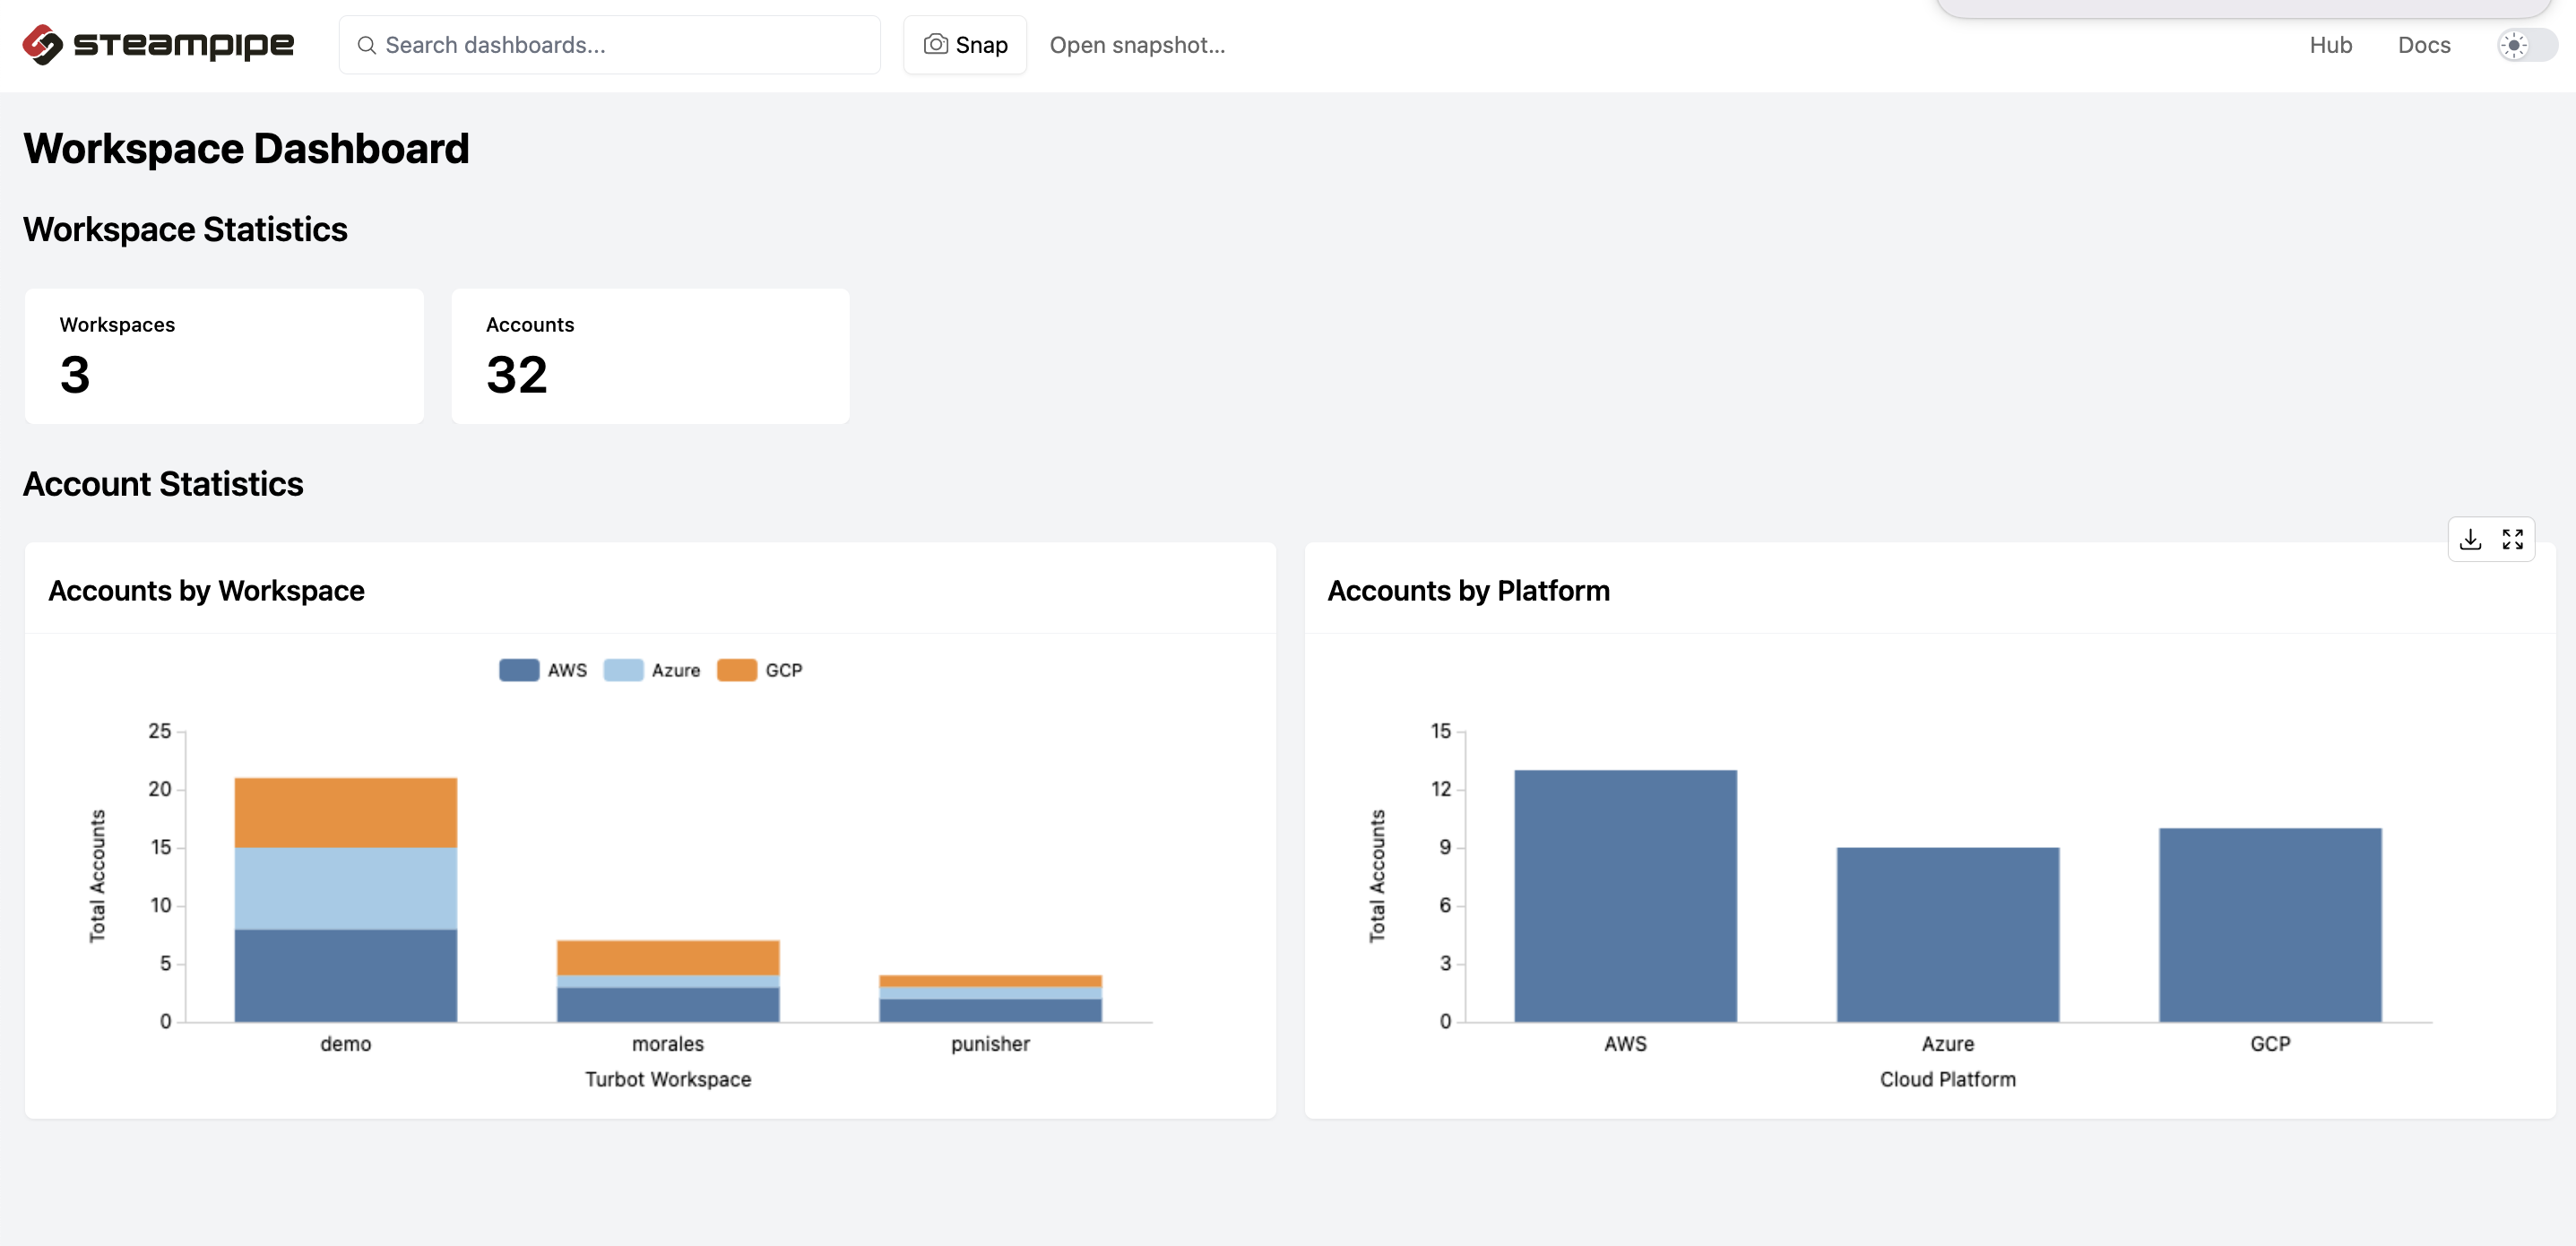 steampipe
Search dashboards...
Snap
Open snapshot...
Hub
Docs
Workspace Dashboard
Workspace Statistics
Workspaces
3
Accounts
32
Account Statistics
Accounts by Workspace
AWS Azure GCP
25
20
15
10
5
0
Total Accounts
demo morales punisher
Turbot Workspace
Accounts by Platform
15
12
9
6
3
0
Total Accounts
AWS Azure GCP
Cloud Platform